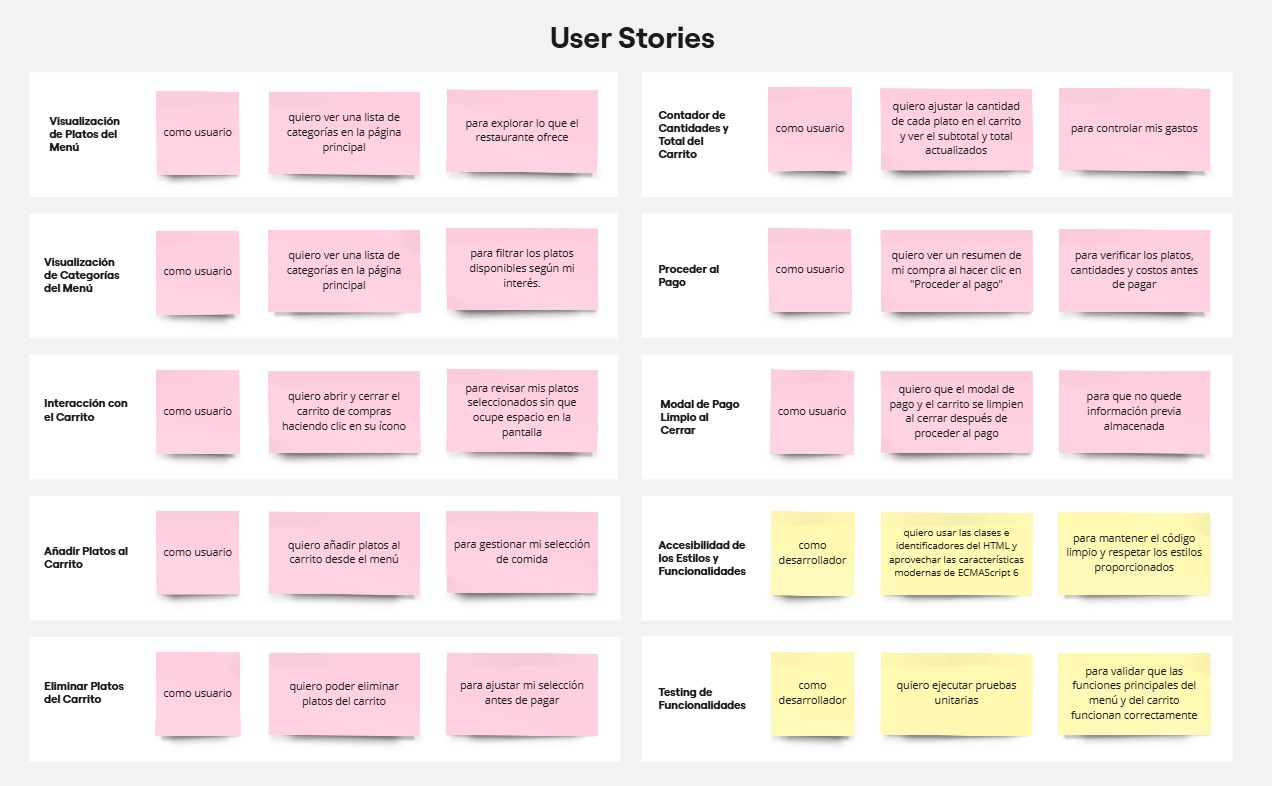 User Stories
Visualización
de Platos del
Menú
como usuario
quiero ver una lista de
categorías en la página
principal
para explorar lo que el
restaurante ofrece
Contador de
Cantidades y
Total del
Carrito
como usuario
quiero ajustar la cantidad
de cada plato en el carrito
y ver el subtotal y total
actualizados
para controlar mis gastos
Visualización
de Categorías
del Menú
como usuario
quiero ver una lista de
categorías en la página
principal
para filtrar los platos
disponibles según mi
interés.
Proceder al
Pago
como usuario
quiero ver un resumen de
mi compra al hacer clic en
"Proceder al pago"
para verificar los platos,
cantidades y costos antes
de pagar
Interacción con
el Carrito
como usuario
quiero abrir y cerrar el
carrito de compras
haciendo clic en su ícono
para revisar mis platos
seleccionados sin que
ocupe espacio en la
pantalla
Modal de Pago
Limpio al
Cerrar
como usuario
quiero que el modal de
pago y el carrito se limpien
al cerrar después de
proceder al pago
para que no quede
información previa
almacenada
Añadir Platos al
Carrito
como usuario
quiero añadir platos al
carrito desde el menú
para gestionar mi selección
de comida
Accesibilidad de
los Estilos y
Funcionalidades
como
desarrollador
quiero usar las clases e
identificadores del HTML y
aprovechar las características
modernas de ECMAScript 6
para mantener el código
limpio y respetar los estilos
proporcionados
Eliminar Platos
del Carrito
como usuario
quiero poder eliminar
platos del carrito
para ajustar mi selección
antes de pagar
Testing de
Funcionalidades
como
desarrollador
quiero ejecutar pruebas
unitarias
para validar que las
funciones principales del
menú y del carrito
funcionan correctamente